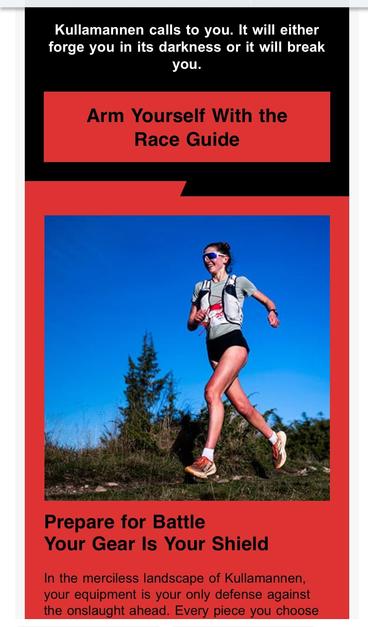 Kullamannen calls to you. It will either
forge you in its darkness or it will break
you.
Arm Yourself With the
Race Guide
Prepare for Battle
Your Gear Is Your Shield
In the merciless landscape of Kullamannen,
your equipment is your only defense against
the onslaught ahead. Every piece you choose